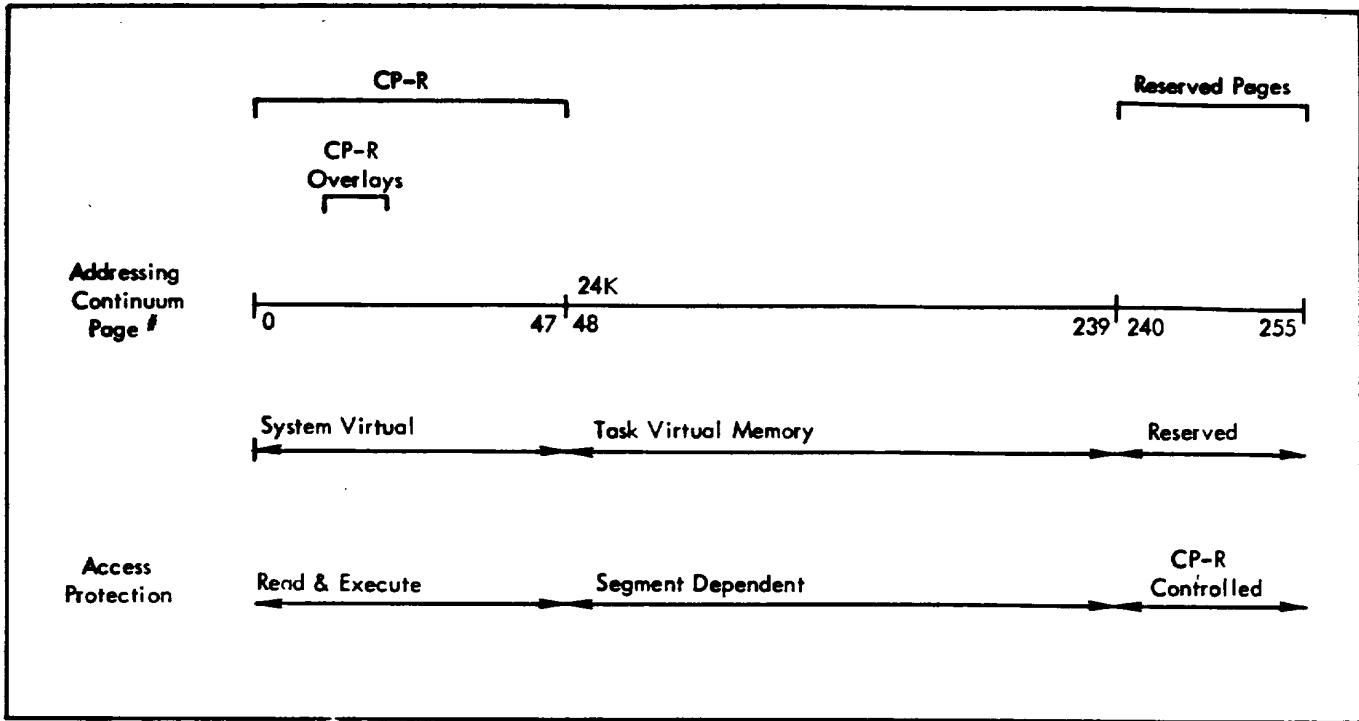 CP-R
Reserved Pages
CP-R
Overlays
Addressing
Continuum
Page #
24K
0
47
48
239
240
255
System Virtual
Task Virtual Memory
Reserved
Access
Protection
Read & Execute
Segment Dependent
CP-R
Controlled